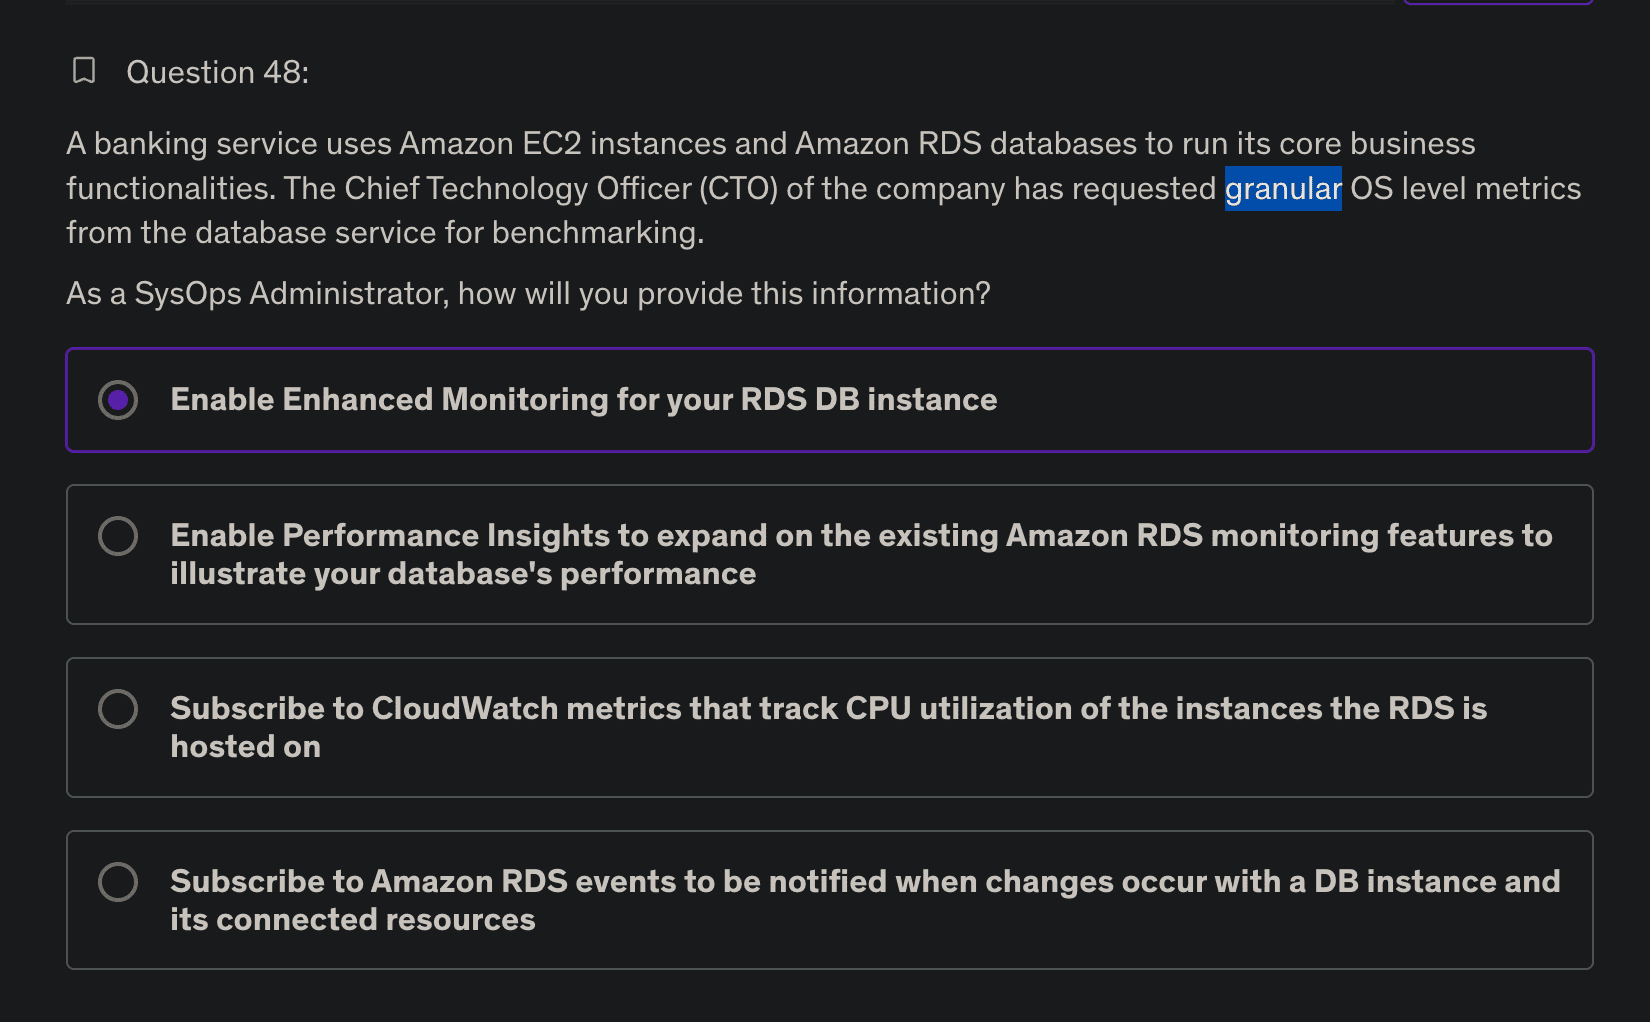 Question 48:
A banking service uses Amazon EC2 instances and Amazon RDS databases to run its core business
functionalities. The Chief Technology Officer (CTO) of the company has requested granular OS level metrics
from the database service for benchmarking.
As a SysOps Administrator, how will you provide this information?
Enable Enhanced Monitoring for your RDS DB instance
Enable Performance Insights to expand on the existing Amazon RDS monitoring features to
illustrate your database's performance
Subscribe to CloudWatch metrics that track CPU utilization of the instances the RDS is
hosted on
Subscribe to Amazon RDS events to be notified when changes occur with a DB instance and
its connected resources